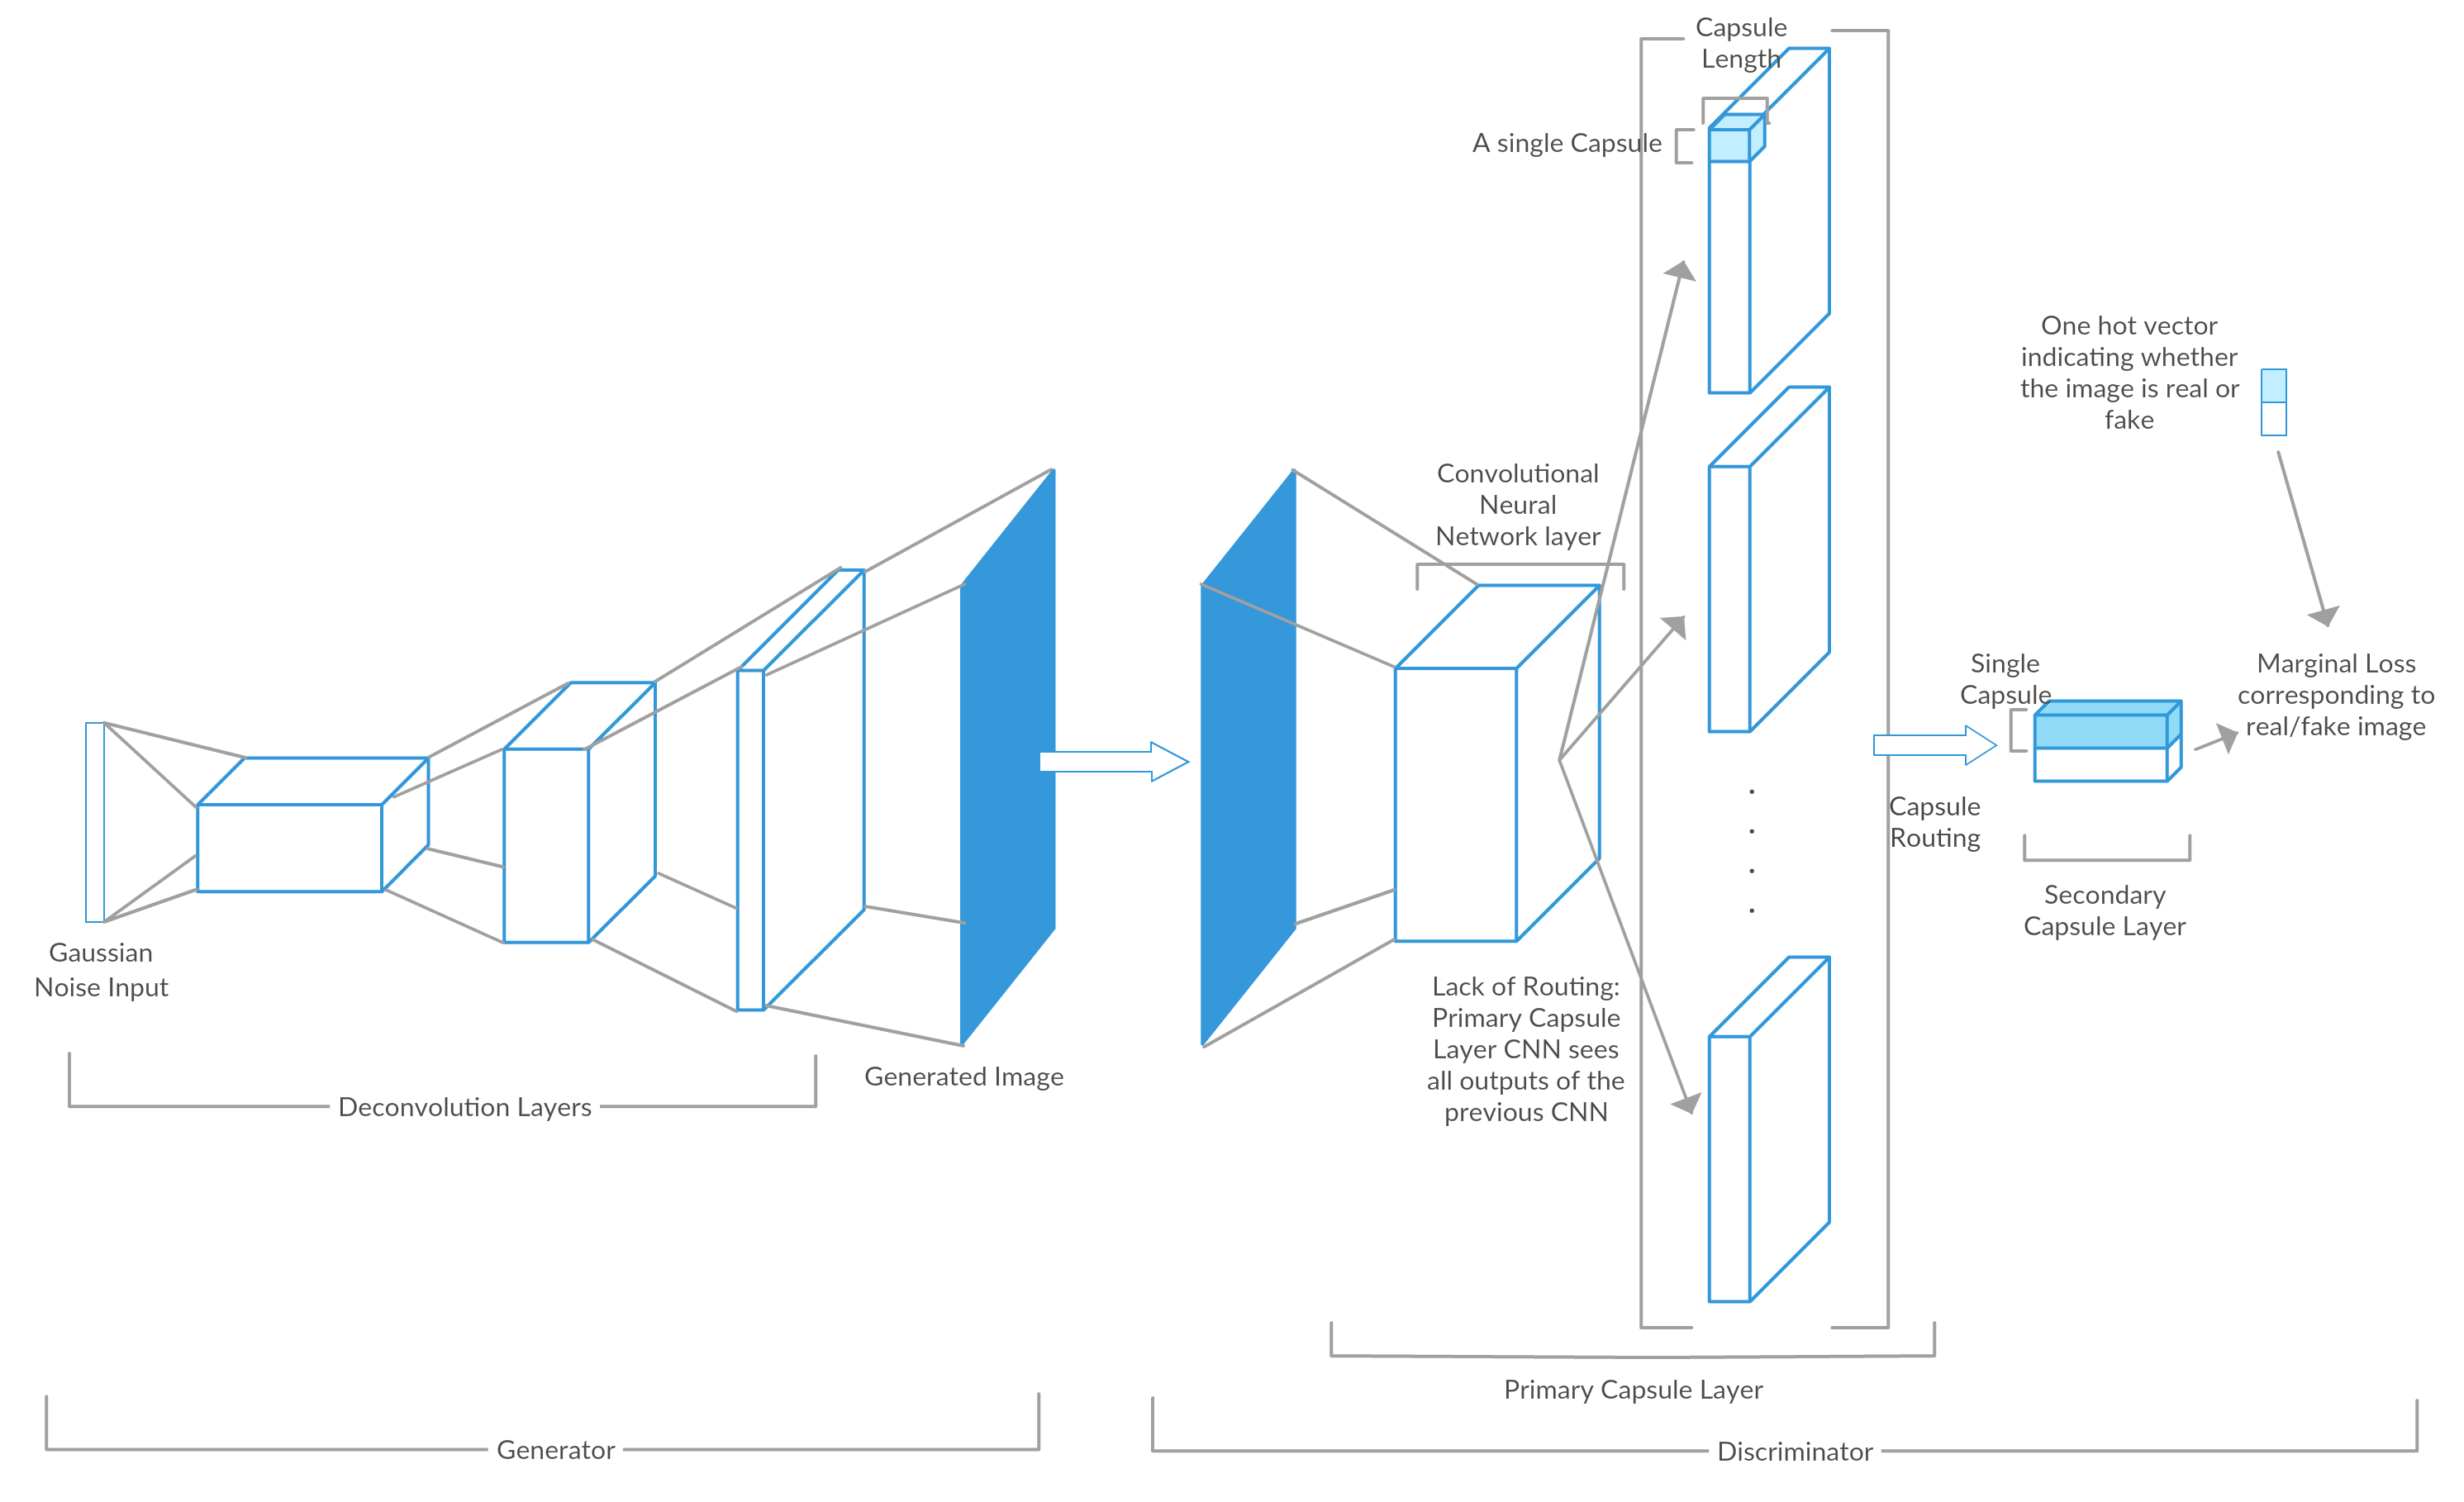 Capsule
Length
A single Capsule
One hot vector
indicating whether
the image is real or
fake
Convolutional
Neural
Network layer
Single
Capsule
Marginal Loss
corresponding to
real/fake image
Capsule
Routing
Secondary
Capsule Layer
Gaussian
Noise Input
Lack of Routing:
Primary Capsule
Layer CNN sees
all outputs of the
previous CNN
Generated Image
Deconvolution Layers
Primary Capsule Layer
Generator
Discriminator